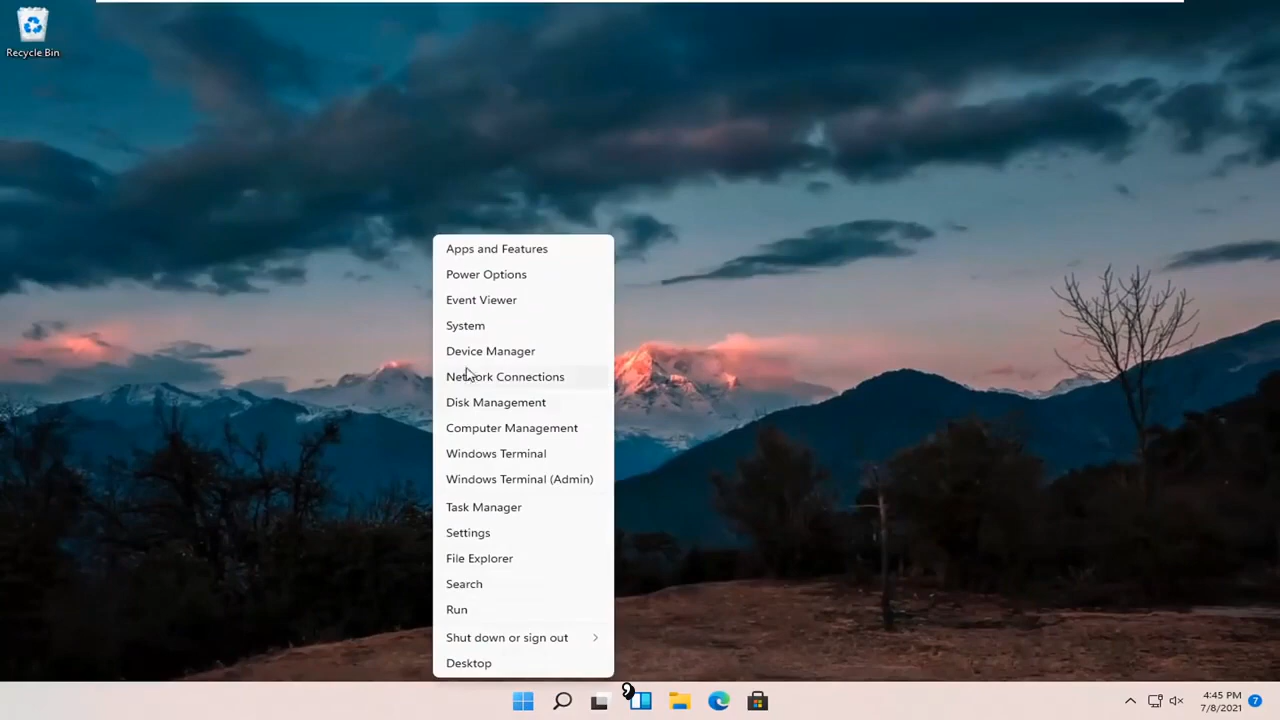 Recycle Bin
Apps and Features
Power Options
Event Viewer
System
Device Manager
Network Connections
Disk Management
Computer Management
Windows Terminal
Windows Terminal (Admin)
Task Manager
Settings
File Explorer
Search
Run
Shut down or sign out
Desktop
4:45 PM
7/8/2021
7